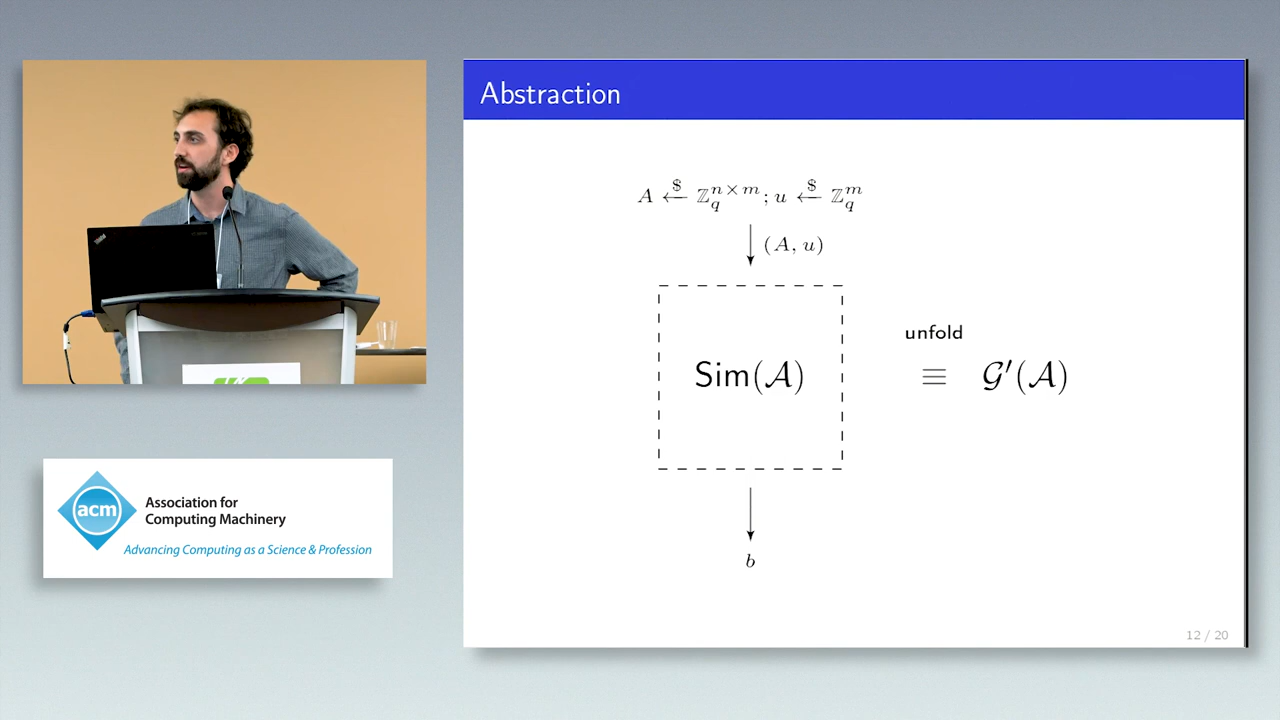 Abstraction
A ←$ ℤ_q^{n×m}; u ←$ ℤ_q^m
(A, u)
Sim(𝒜)
unfold
≡ 𝒢′(𝒜)
b
12 / 20
acm
Association for
Computing Machinery
Advancing Computing as a Science & Profession